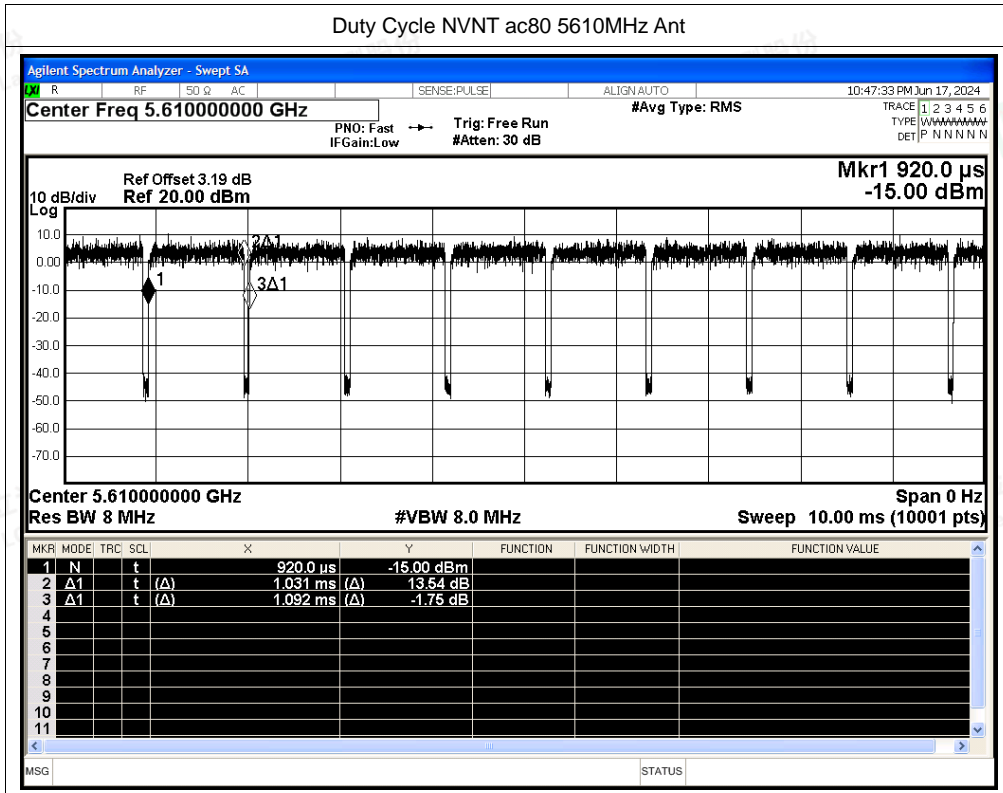 Duty Cycle NVNT ac80 5610MHz Ant
Agilent Spectrum Analyzer - Swept SA
LXI R RF 50 Ω AC SENSE:PULSE ALIGN AUTO 10:47:33 PM Jun 17, 2024
Center Freq 5.610000000 GHz #Avg Type: RMS TRACE 1 2 3 4 5 6
PNO: Fast Trig: Free Run TYPE WWWWWW
IFGain:Low #Atten: 30 dB DET P N N N N N
Mkr1 920.0 µs
Ref Offset 3.19 dB
10 dB/div Ref 20.00 dBm -15.00 dBm
Log
10.0
2Δ1
0.00
1
3Δ1
-10.0
-20.0
-30.0
-40.0
-50.0
-60.0
-70.0
Center 5.610000000 GHz Span 0 Hz
Res BW 8 MHz #VBW 8.0 MHz Sweep 10.00 ms (10001 pts)
MKR MODE TRC SCL X Y FUNCTION FUNCTION WIDTH FUNCTION VALUE
1 N t 920.0 µs -15.00 dBm
2 Δ1 t (Δ) 1.031 ms (Δ) 13.54 dB
3 Δ1 t (Δ) 1.092 ms (Δ) -1.75 dB
4
5
6
7
8
9
10
11
MSG STATUS